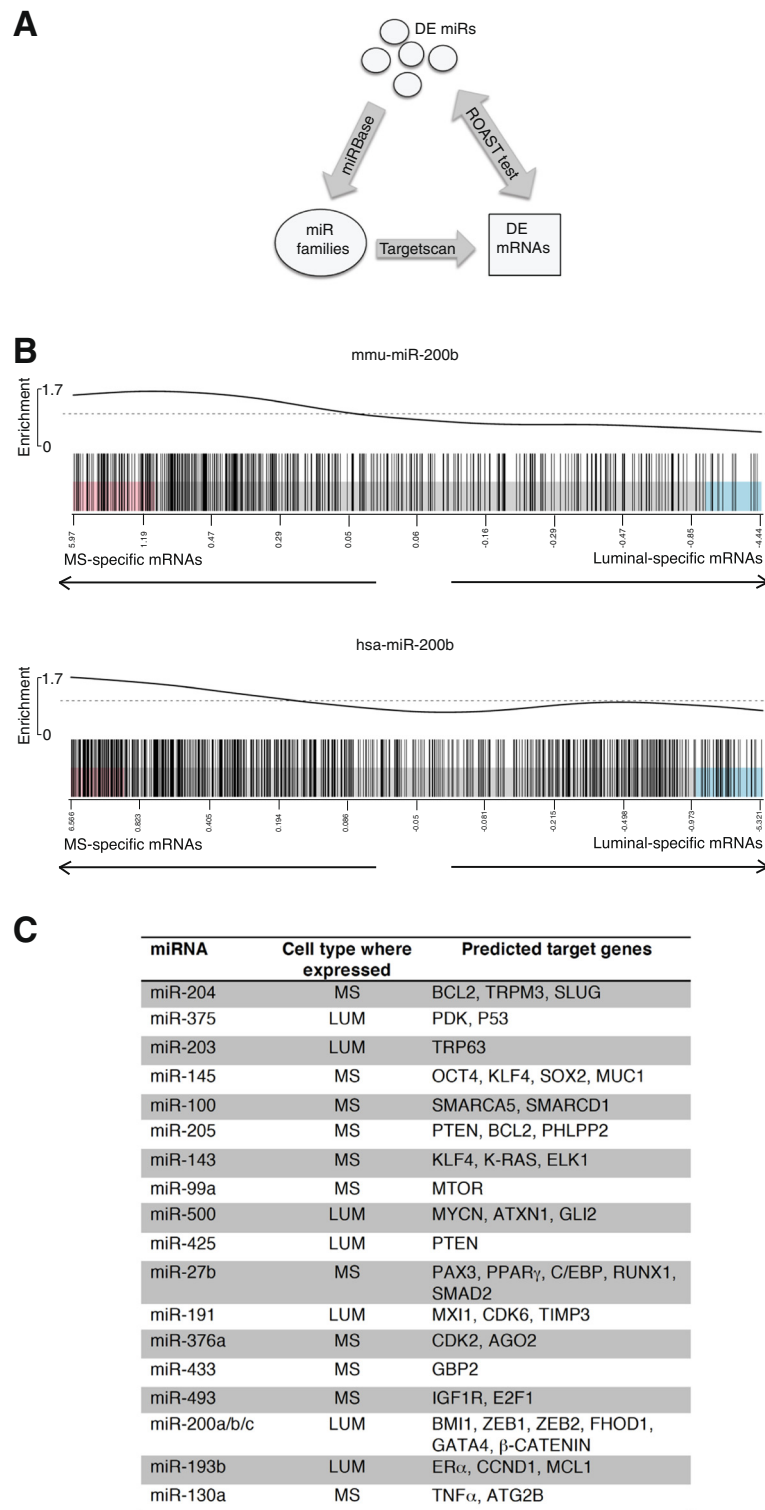 A
DE miRs
miRBase
ROAST test
miR
families
Targetscan
DE
mRNAs
B
mmu-miR-200b
Enrichment
1.7
0
5.97 1.19 0.47 0.29 0.05 0.06 -0.16 -0.29 -0.47 -0.85 -4.44
MS-specific mRNAs Luminal-specific mRNAs
hsa-miR-200b
Enrichment
1.7
0
6.566 0.823 0.405 0.194 0.086 -0.05 -0.081 -0.215 -0.498 -0.973 -5.321
MS-specific mRNAs Luminal-specific mRNAs
C
miRNA Cell type where expressed Predicted target genes
miR-204 MS BCL2, TRPM3, SLUG
miR-375 LUM PDK, P53
miR-203 LUM TRP63
miR-145 MS OCT4, KLF4, SOX2, MUC1
miR-100 MS SMARCA5, SMARCD1
miR-205 MS PTEN, BCL2, PHLPP2
miR-143 MS KLF4, K-RAS, ELK1
miR-99a MS MTOR
miR-500 LUM MYCN, ATXN1, GLI2
miR-425 LUM PTEN
miR-27b MS PAX3, PPARγ, C/EBP, RUNX1,
SMAD2
miR-191 LUM MXI1, CDK6, TIMP3
miR-376a MS CDK2, AGO2
miR-433 MS GBP2
miR-493 MS IGF1R, E2F1
miR-200a/b/c LUM BMI1, ZEB1, ZEB2, FHOD1,
GATA4, β-CATENIN
miR-193b LUM ERα, CCND1, MCL1
miR-130a MS TNFα, ATG2B